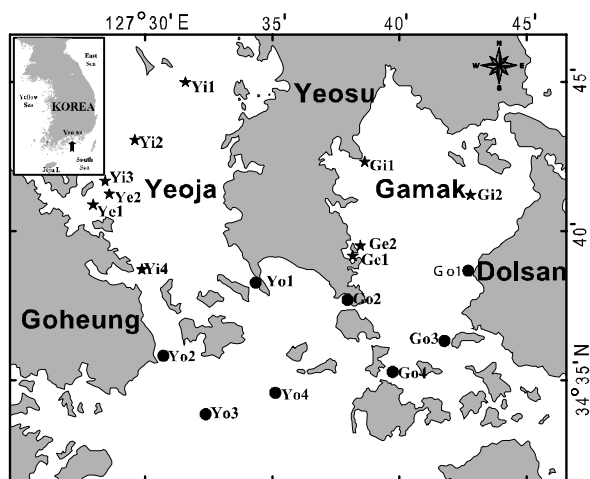 127°30' E
35'
40'
45'
East
Sea
Yellow
Sea
KOREA
South
Sea
Jeju I.
N
W
E
S
45'
40'
34°35' N
Yeosu
Yeoja
Gamak
Dolsan
Goheung
Yi1
Yi2
Yi3
Ye2
Ye1
Yi4
Gi1
Gi2
Ge2
Ge1
Go1
Yo1
Go2
Go3
Yo2
Go4
Yo4
Yo3